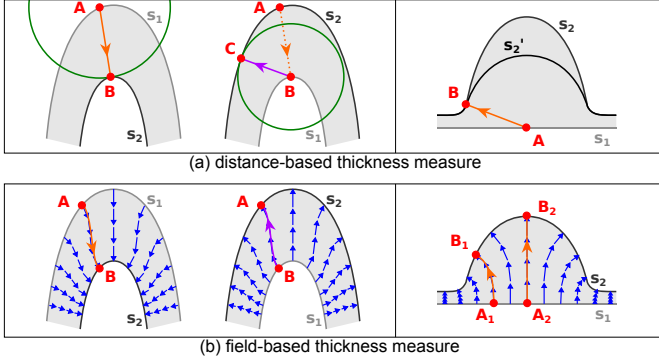 A S₁ A S₂ S₂
C S₂'
B B B
S₂ S₁ A S₁
(a) distance-based thickness measure
A S₁ A S₂ B₂
B₁
B B S₂
S₂ S₁ A₁ A₂ S₁
(b) field-based thickness measure